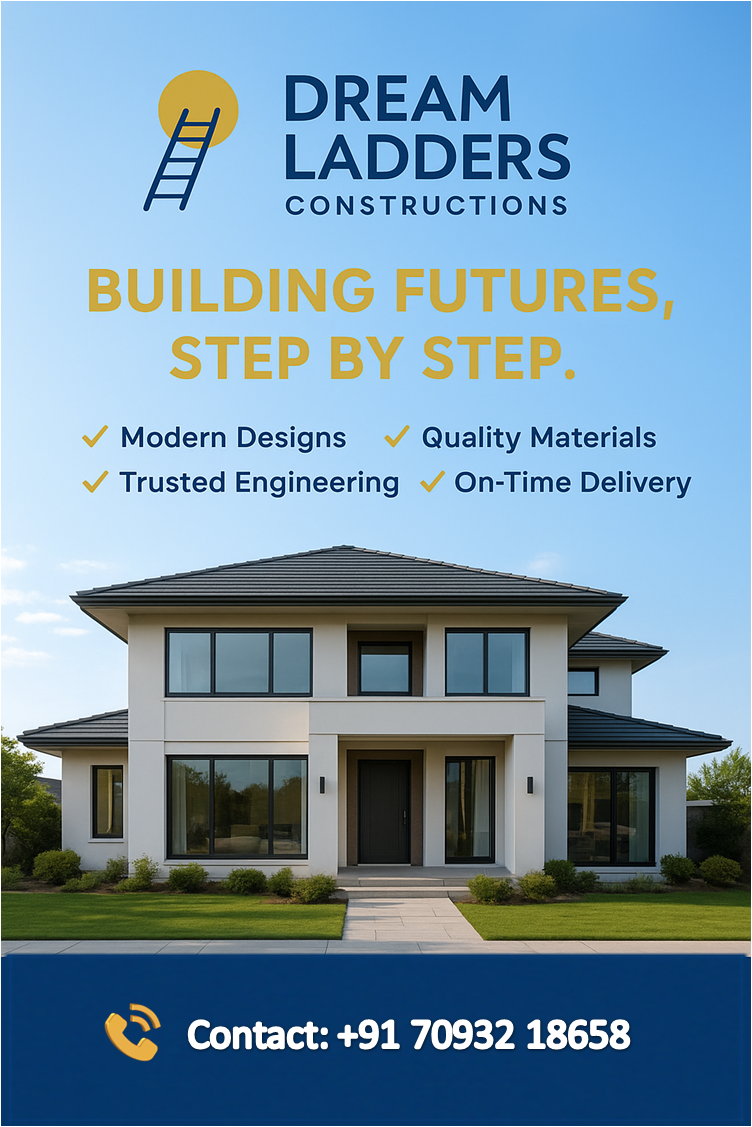 DREAM
LADDERS
CONSTRUCTIONS
BUILDING FUTURES,
STEP BY STEP.
Modern Designs
Quality Materials
Trusted Engineering
On-Time Delivery
Contact: +91 70932 18658